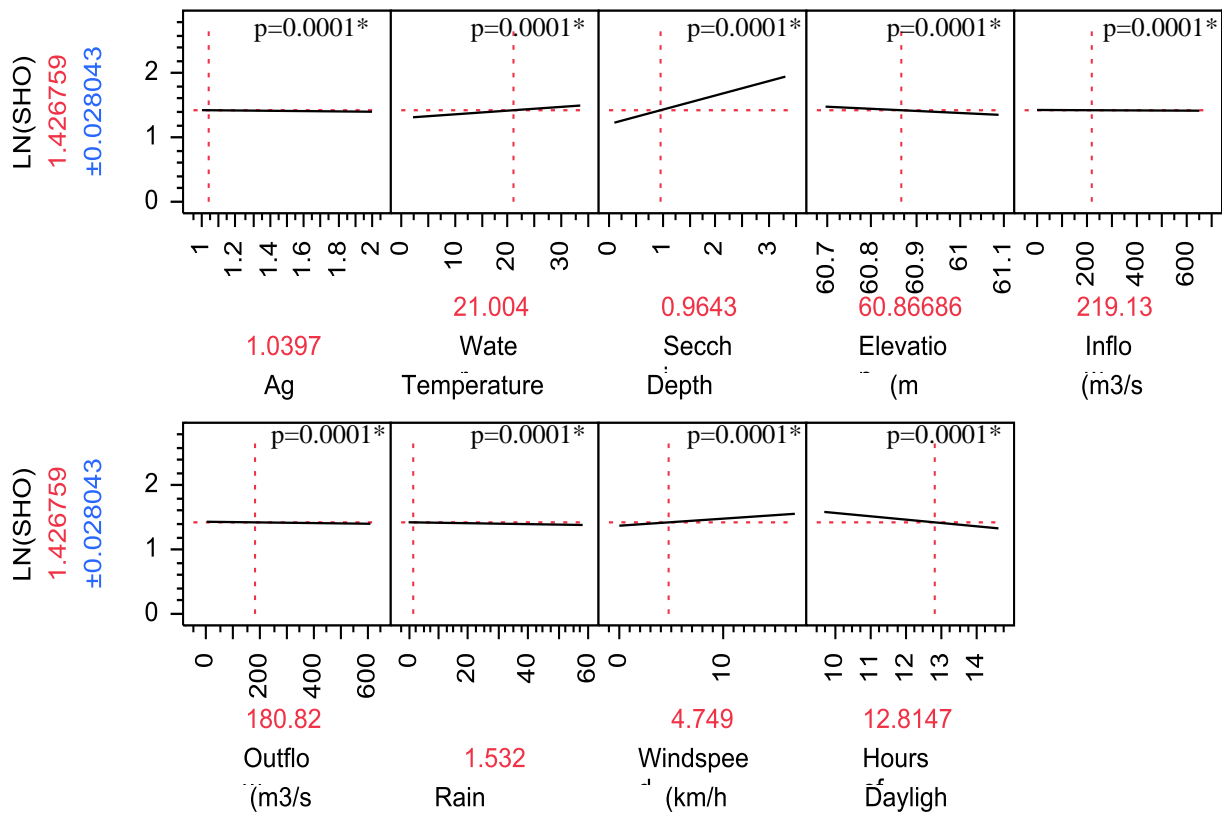 p=0.0001* p=0.0001* p=0.0001* p=0.0001* p=0.0001*
LN(SHO)
1.426759
±0.028043
2
1
0
1 1.2 1.4 1.6 1.8 2 0 10 20 30 0 1 2 3 60.7 60.8 60.9 61 61.1 0 200 400 600
21.004 0.9643 60.86686 219.13
1.0397 Wate Secch Elevatio Inflo
Ag Temperature Depth (m (m3/s
p=0.0001* p=0.0001* p=0.0001* p=0.0001*
LN(SHO)
1.426759
±0.028043
2
1
0
0 200 400 600 0 20 40 60 0 10 10 11 12 13 14
180.82 4.749 12.8147
Outflo 1.532 Windspee Hours
(m3/s Rain (km/h Dayligh